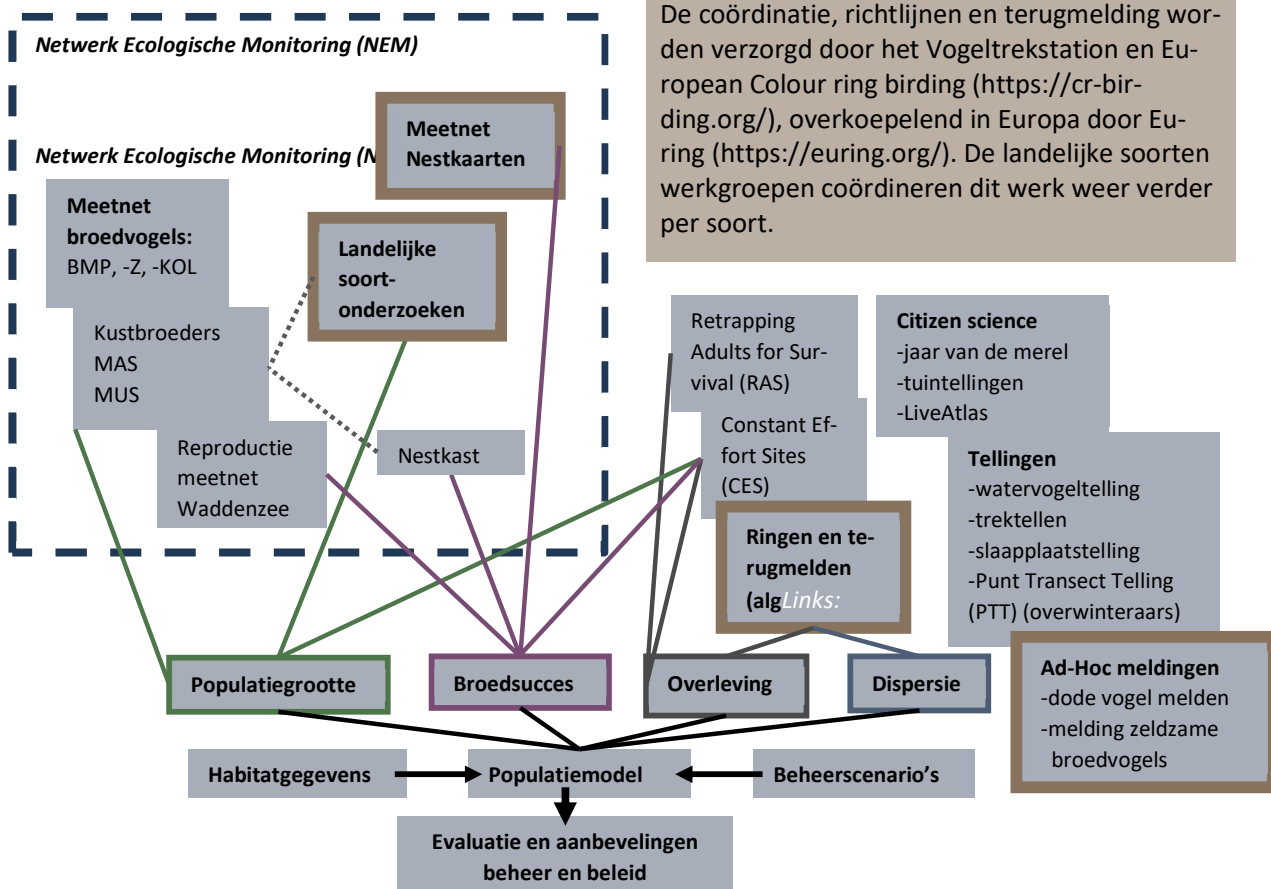 Netwerk Ecologische Monitoring (NEM)
Netwerk Ecologische Monitoring (N
Meetnet
Nestkaarten
Meetnet
broedvogels:
BMP, -Z, -KOL
Landelijke
soort-
onderzoeken
Kustbroeders
MAS
MUS
Reproductie
meetnet
Waddenzee
Nestkast
De coördinatie, richtlijnen en terugmelding wor-
den verzorgd door het Vogeltrekstation en Eu-
ropean Colour ring birding (https://cr-bir-
ding.org/), overkoepelend in Europa door Eu-
ring (https://euring.org/). De landelijke soorten
werkgroepen coördineren dit werk weer verder
per soort.
Retrapping
Adults for Sur-
vival (RAS)
Constant Ef-
fort Sites
(CES)
Ringen en te-
rugmelden
(algLinks:
Citizen science
-jaar van de merel
-tuintellingen
-LiveAtlas
Tellingen
-watervogeltelling
-trektellen
-slaapplaatstelling
-Punt Transect Telling
(PTT) (overwinteraars)
Ad-Hoc meldingen
-dode vogel melden
-melding zeldzame
broedvogels
Populatiegrootte
Broedsucces
Overleving
Dispersie
Habitatgegevens
Populatiemodel
Beheerscenario's
Evaluatie en aanbevelingen
beheer en beleid